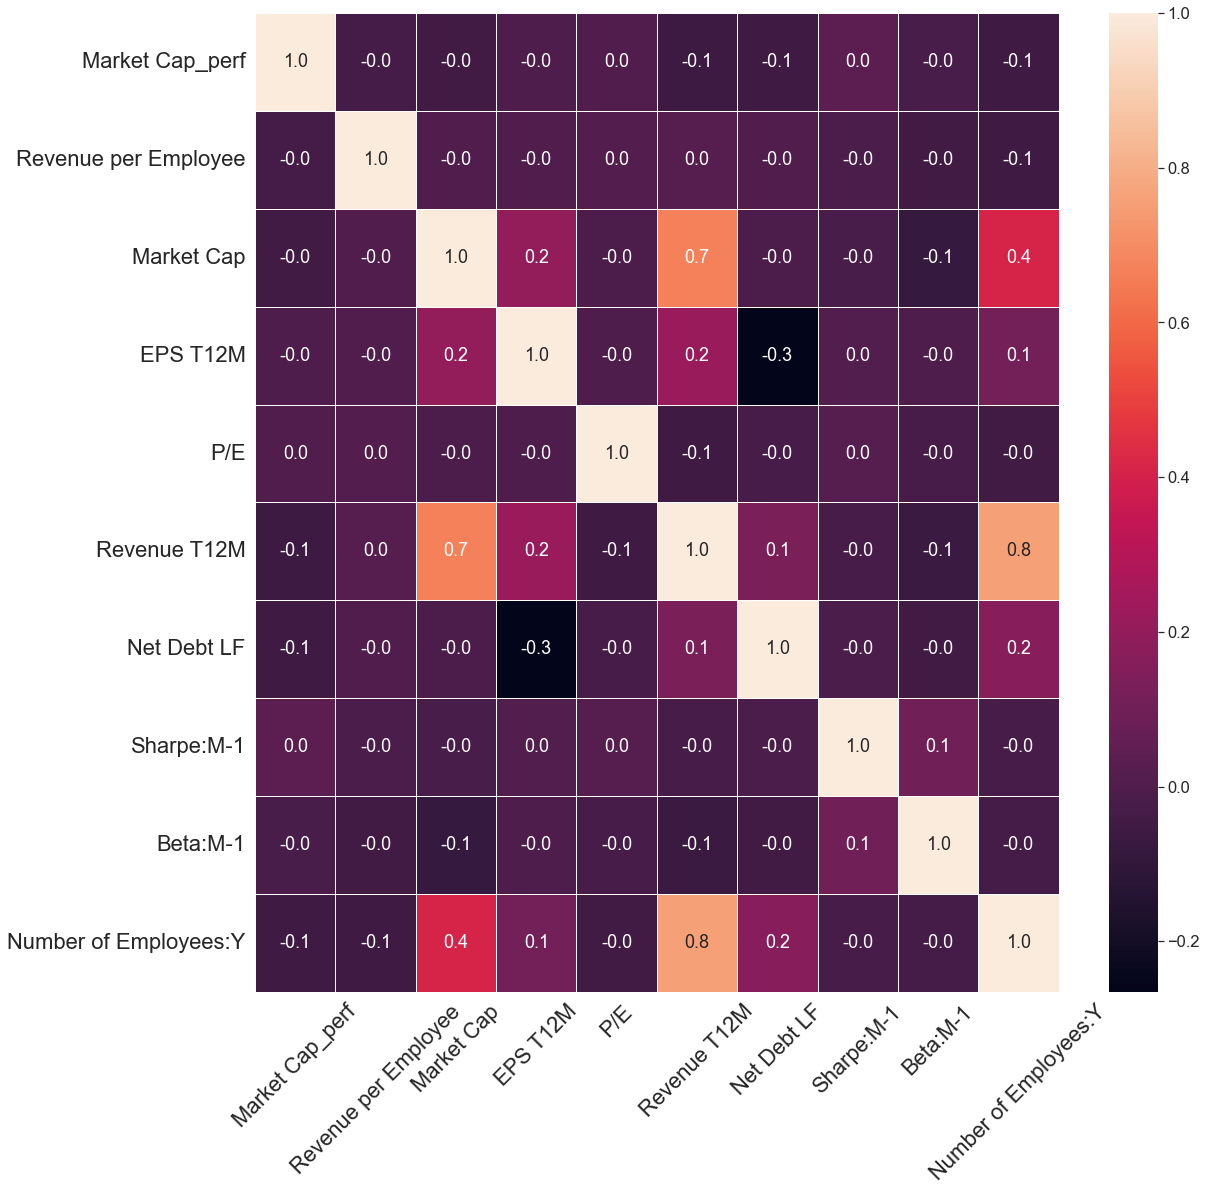 Market Cap_perf 1.0 -0.0 -0.0 -0.0 0.0 -0.1 -0.1 0.0 -0.0 -0.1
Revenue per Employee -0.0 1.0 -0.0 -0.0 0.0 0.0 -0.0 -0.0 -0.0 -0.1
Market Cap -0.0 -0.0 1.0 0.2 -0.0 0.7 -0.0 -0.0 -0.1 0.4
EPS T12M -0.0 -0.0 0.2 1.0 -0.0 0.2 -0.3 0.0 -0.0 0.1
P/E 0.0 0.0 -0.0 -0.0 1.0 -0.1 -0.0 0.0 -0.0 -0.0
Revenue T12M -0.1 0.0 0.7 0.2 -0.1 1.0 0.1 -0.0 -0.1 0.8
Net Debt LF -0.1 -0.0 -0.0 -0.3 -0.0 0.1 1.0 -0.0 -0.0 0.2
Sharpe:M-1 0.0 -0.0 -0.0 0.0 0.0 -0.0 -0.0 1.0 0.1 -0.0
Beta:M-1 -0.0 -0.0 -0.1 -0.0 -0.0 -0.1 -0.0 0.1 1.0 -0.0
Number of Employees:Y -0.1 -0.1 0.4 0.1 -0.0 0.8 0.2 -0.0 -0.0 1.0
Market Cap_perf
Revenue per Employee
Market Cap
EPS T12M
P/E
Revenue T12M
Net Debt LF
Sharpe:M-1
Beta:M-1
Number of Employees:Y
1.0
0.8
0.6
0.4
0.2
0.0
−0.2